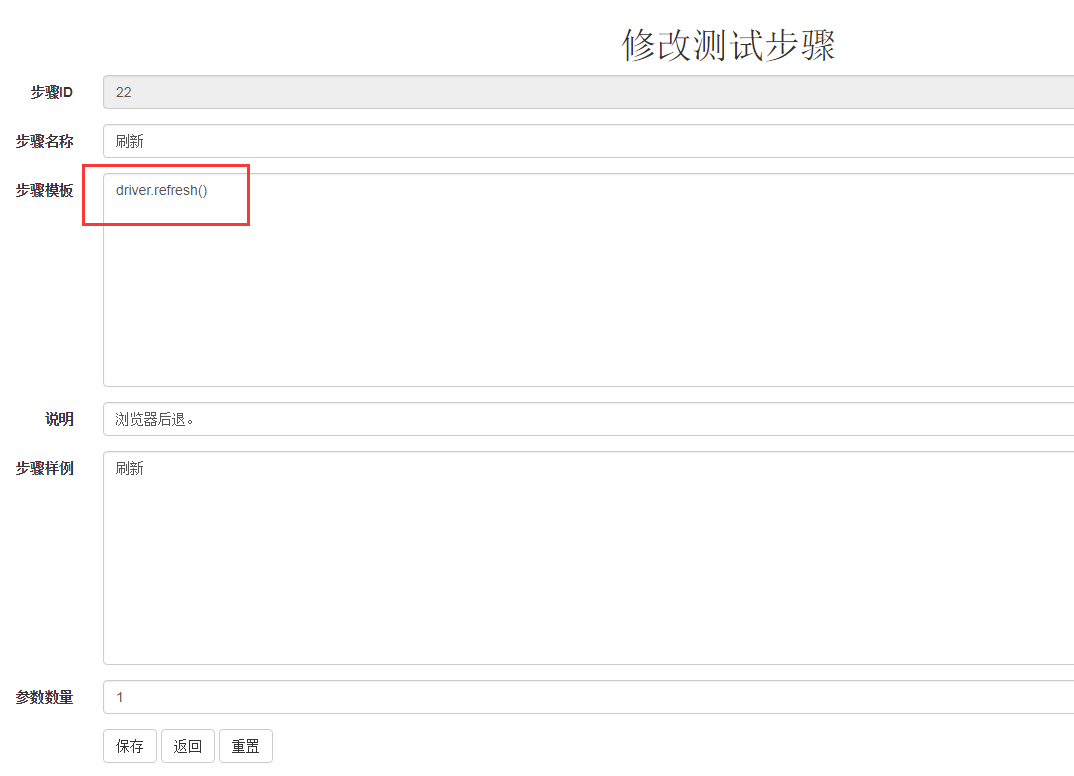 修改测试步骤
步骤ID 22
步骤名称 刷新
步骤模板 driver.refresh()
说明 浏览器后退。
步骤样例 刷新
参数数量 1
保存 返回 重置